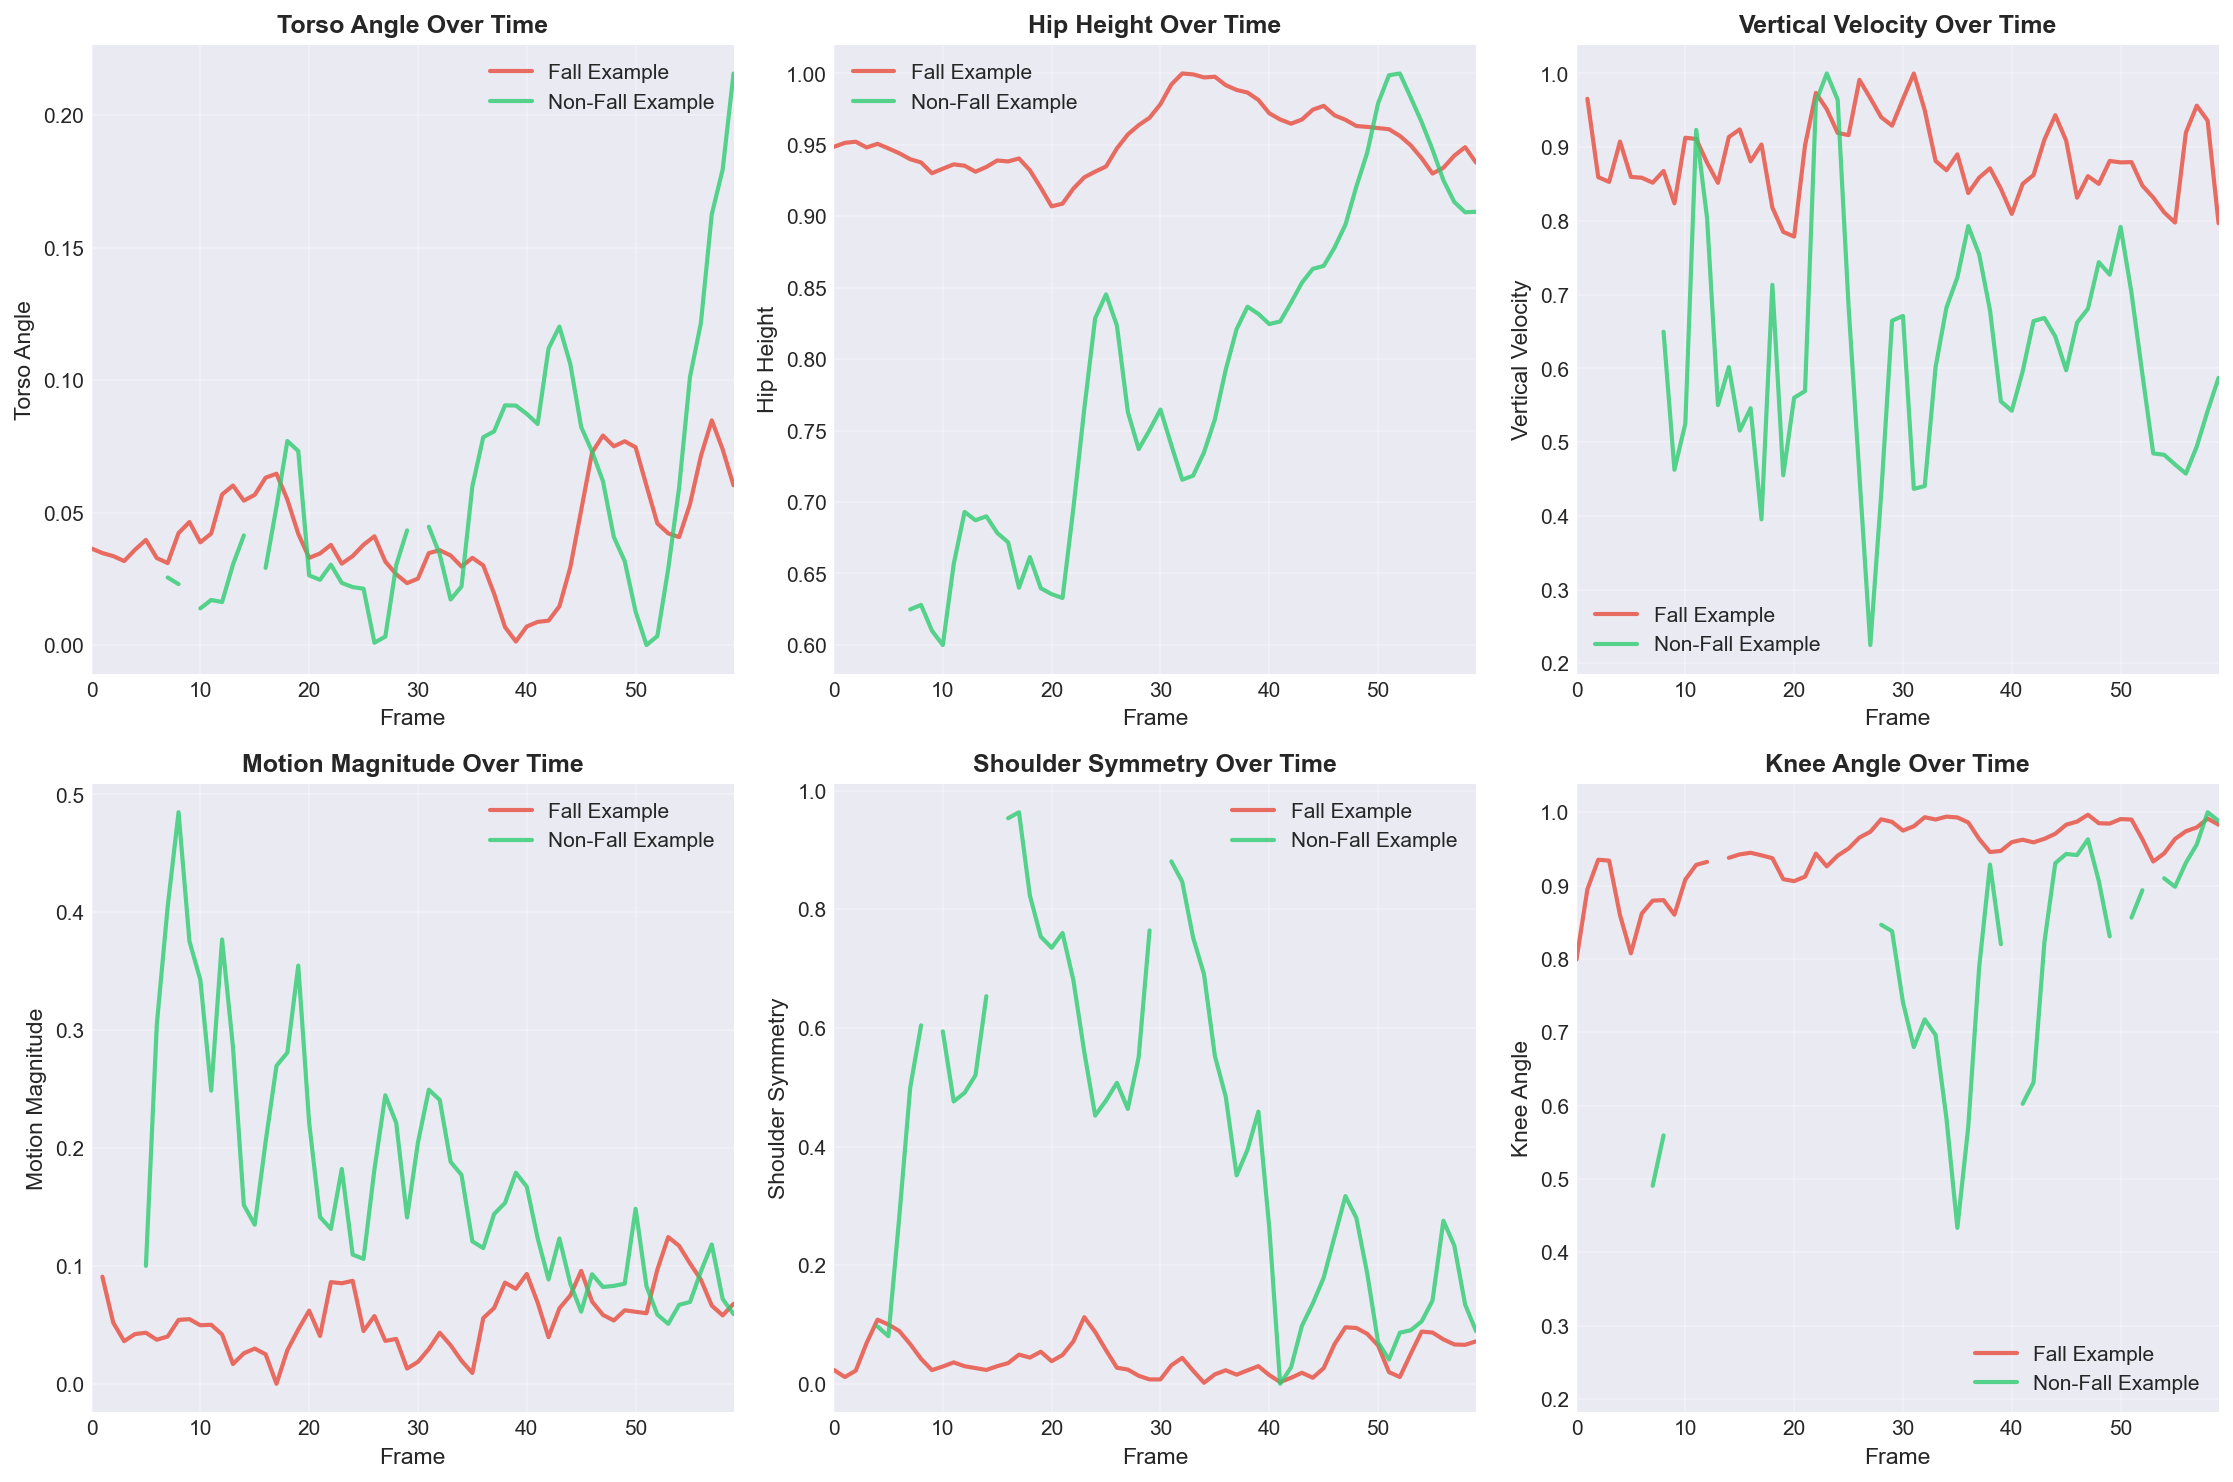 Torso Angle Over Time
Fall Example
Non-Fall Example
Torso Angle
0.20
0.15
0.10
0.05
0.00
0 10 20 30 40 50
Frame
Hip Height Over Time
Fall Example
Non-Fall Example
Hip Height
1.00
0.95
0.90
0.85
0.80
0.75
0.70
0.65
0.60
0 10 20 30 40 50
Frame
Vertical Velocity Over Time
Fall Example
Non-Fall Example
Vertical Velocity
1.0
0.9
0.8
0.7
0.6
0.5
0.4
0.3
0.2
0 10 20 30 40 50
Frame
Motion Magnitude Over Time
Fall Example
Non-Fall Example
Motion Magnitude
0.5
0.4
0.3
0.2
0.1
0.0
0 10 20 30 40 50
Frame
Shoulder Symmetry Over Time
Fall Example
Non-Fall Example
Shoulder Symmetry
1.0
0.8
0.6
0.4
0.2
0.0
0 10 20 30 40 50
Frame
Knee Angle Over Time
Fall Example
Non-Fall Example
Knee Angle
1.0
0.9
0.8
0.7
0.6
0.5
0.4
0.3
0.2
0 10 20 30 40 50
Frame